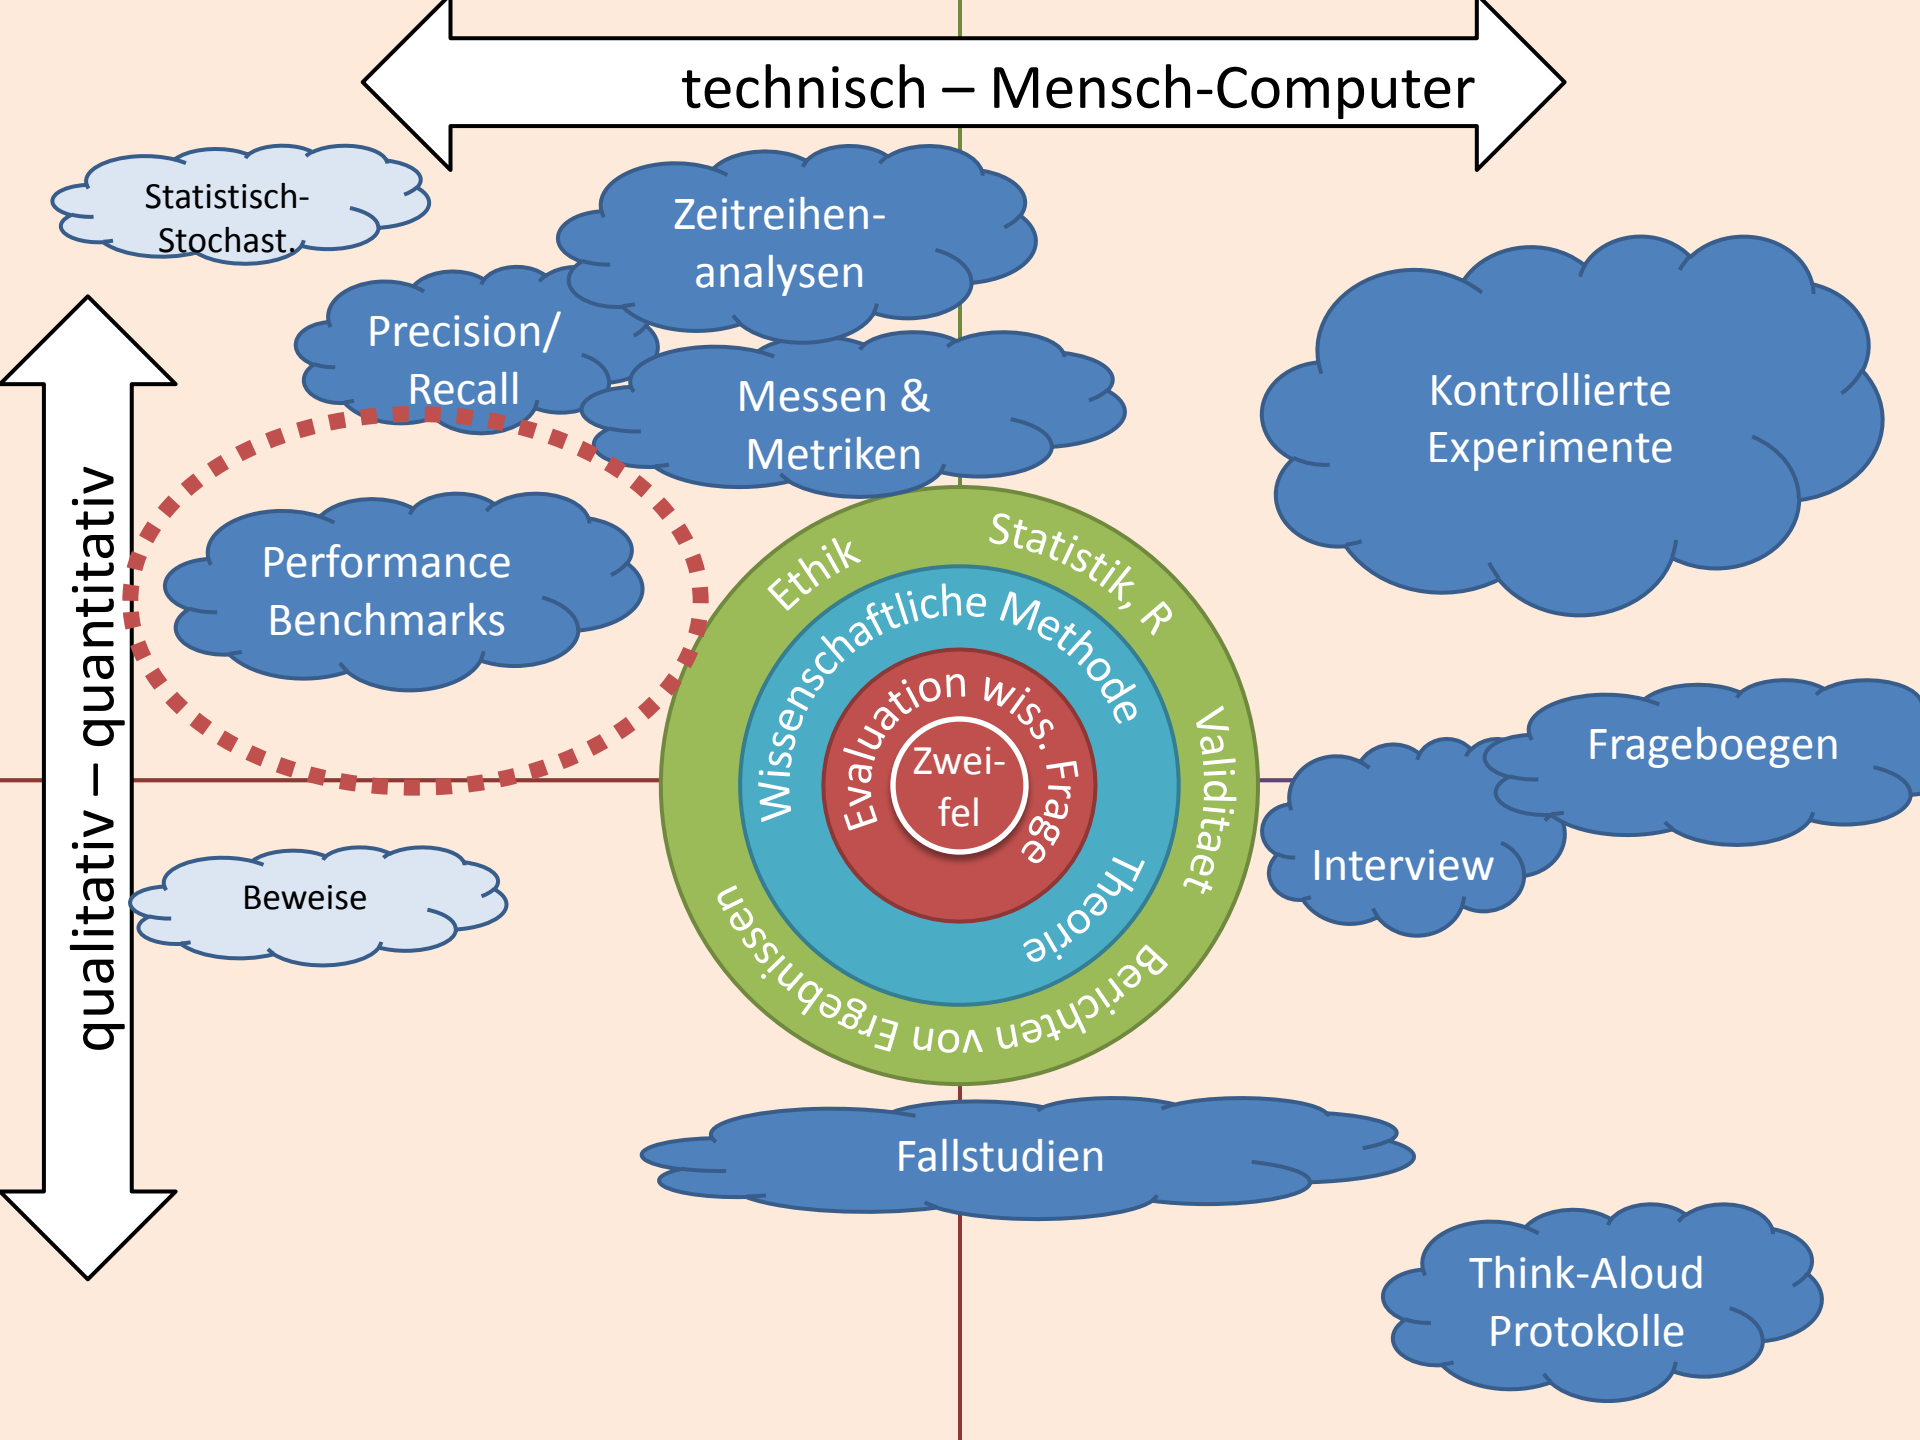 technisch – Mensch-Computer
Statistisch-
Stochast.
Zeitreihen-
analysen
Precision/
Recall
Messen &
Metriken
Kontrollierte
Experimente
qualitativ – quantitativ
Performance
Benchmarks
Ethik
Statistik, R
Validitaet
Berichten von Ergebnissen
Wissenschaftliche Methode
Theorie
Evaluation wiss. Frage
Zwei-
fel
Frageboegen
Interview
Beweise
Fallstudien
Think-Aloud
Protokolle